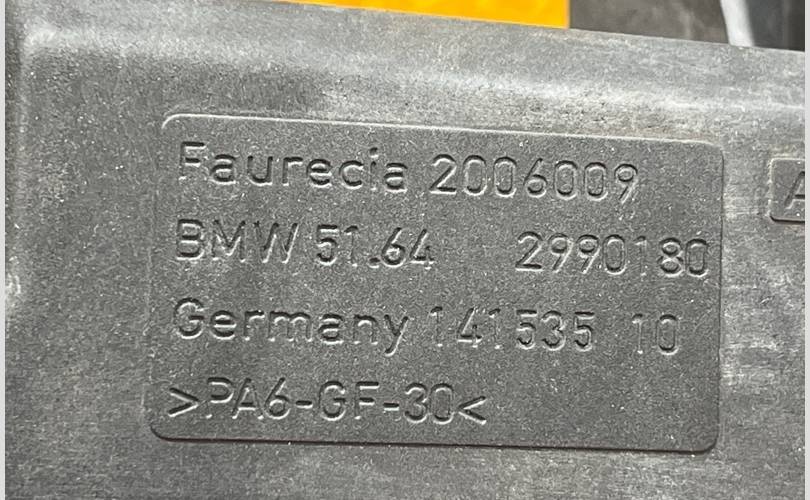 Faurecia 2006009
BMW 51.64 2990180
Germany 141535 10
>PA6-GF-30<
A